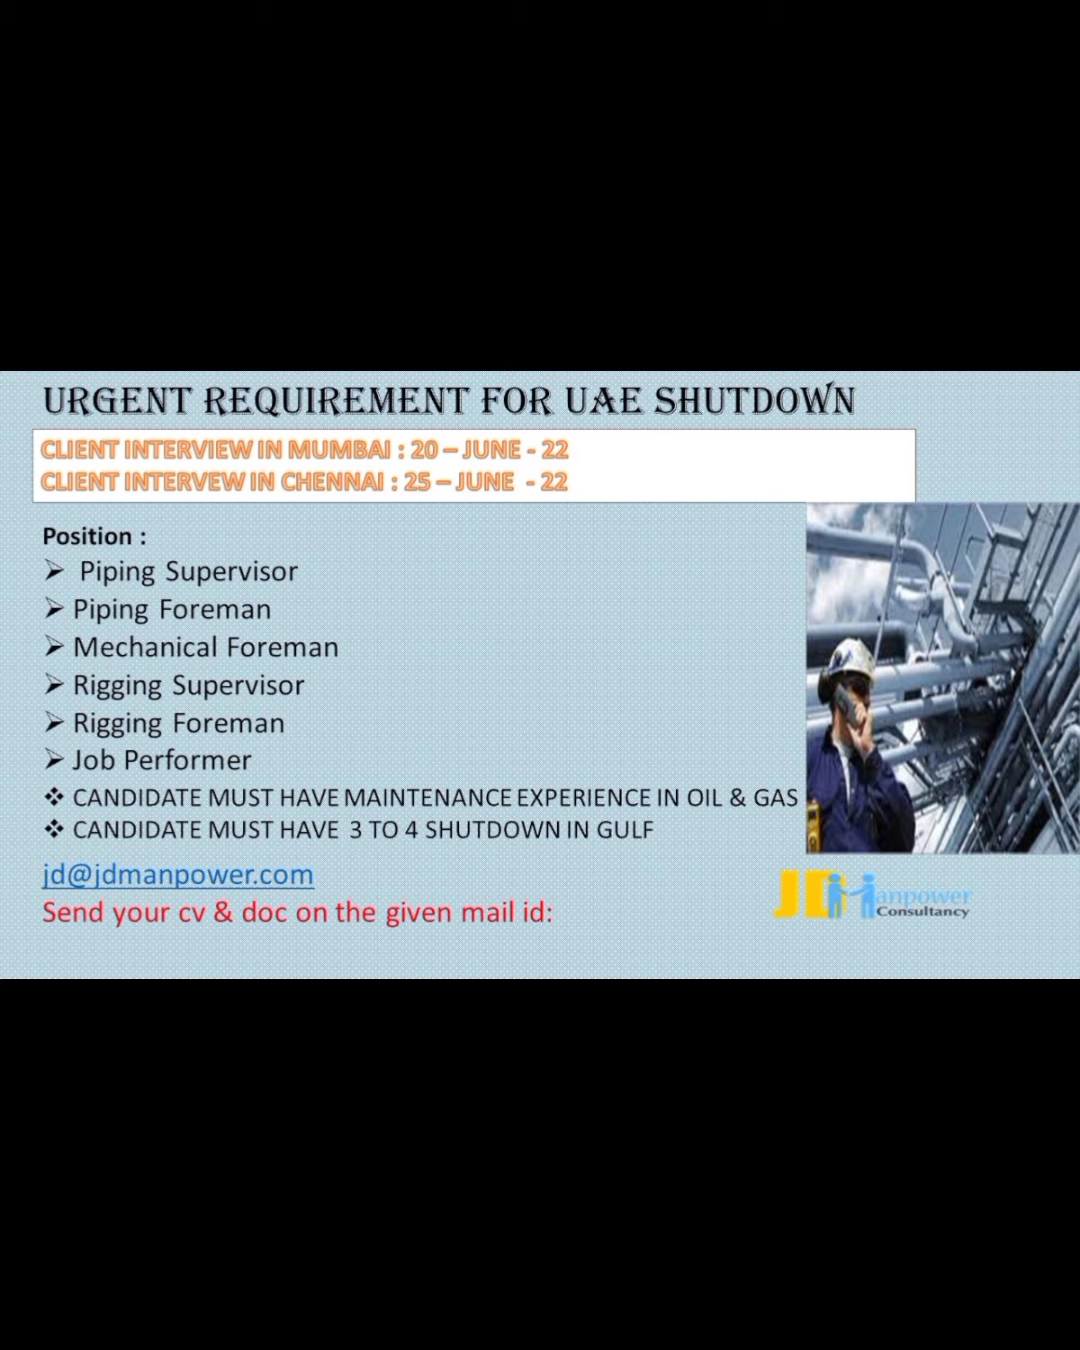 URGENT REQUIREMENT FOR UAE SHUTDOWN
CLIENT INTERVIEW IN MUMBAI : 20 – JUNE - 22
CLIENT INTERVEW IN CHENNAI : 25 – JUNE - 22
Position :
➢ Piping Supervisor
➢ Piping Foreman
➢ Mechanical Foreman
➢ Rigging Supervisor
➢ Rigging Foreman
➢ Job Performer
❖ CANDIDATE MUST HAVE MAINTENANCE EXPERIENCE IN OIL & GAS
❖ CANDIDATE MUST HAVE 3 TO 4 SHUTDOWN IN GULF
jd@jdmanpower.com
Send your cv & doc on the given mail id:
JD Manpower
Consultancy